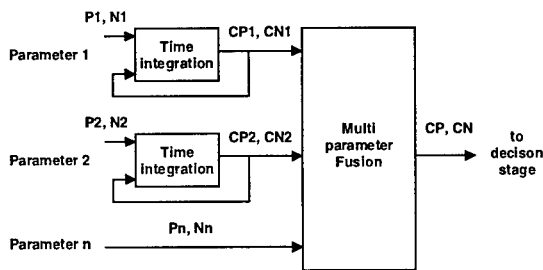 P1, N1
Parameter 1
Time
integration
CP1, CN1
P2, N2
Parameter 2
Time
integration
CP2, CN2
Pn, Nn
Parameter n
Multi
parameter
Fusion
CP, CN
to
decison
stage